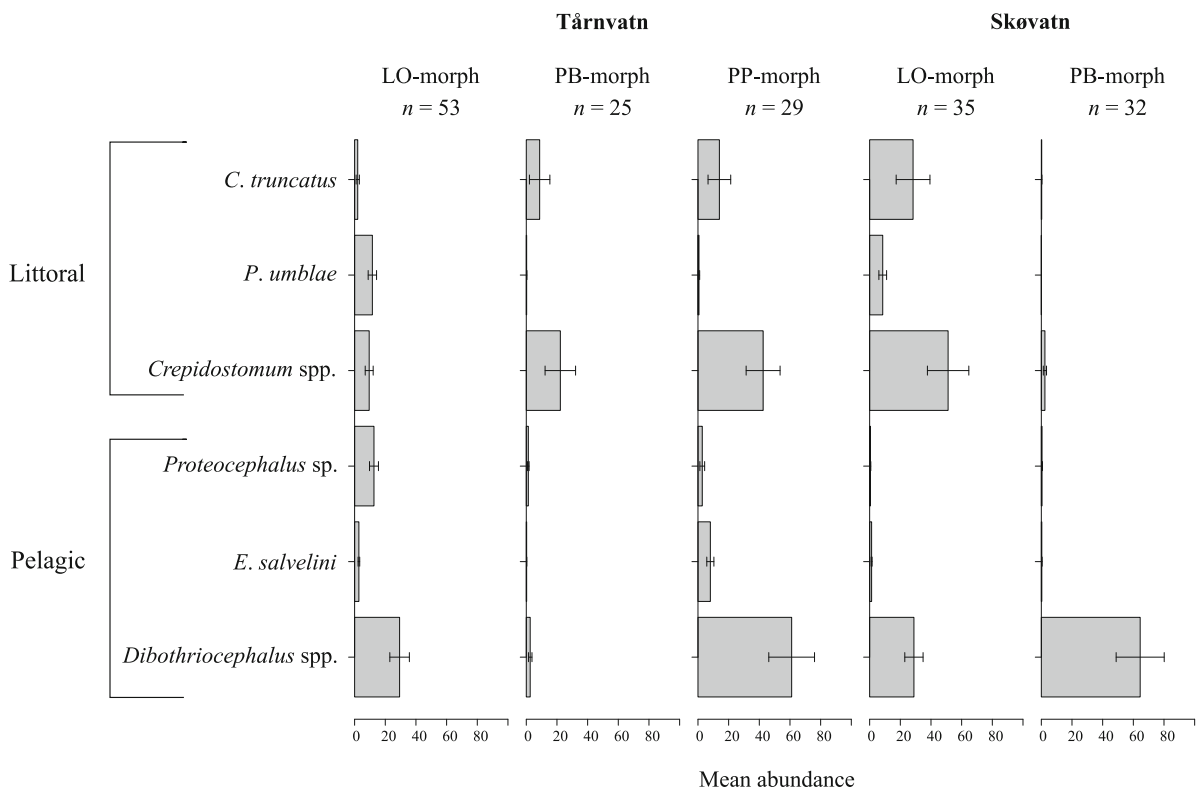 Tårnvatn Skøvatn
LO-morph PB-morph PP-morph LO-morph PB-morph
n = 53 n = 25 n = 29 n = 35 n = 32
C. truncatus
P. umblae
Littoral
Crepidostomum spp.
Proteocephalus sp.
E. salvelini
Pelagic
Dibothriocephalus spp.
0 20 40 60 80 0 20 40 60 80 0 20 40 60 80 0 20 40 60 80 0 20 40 60 80
Mean abundance